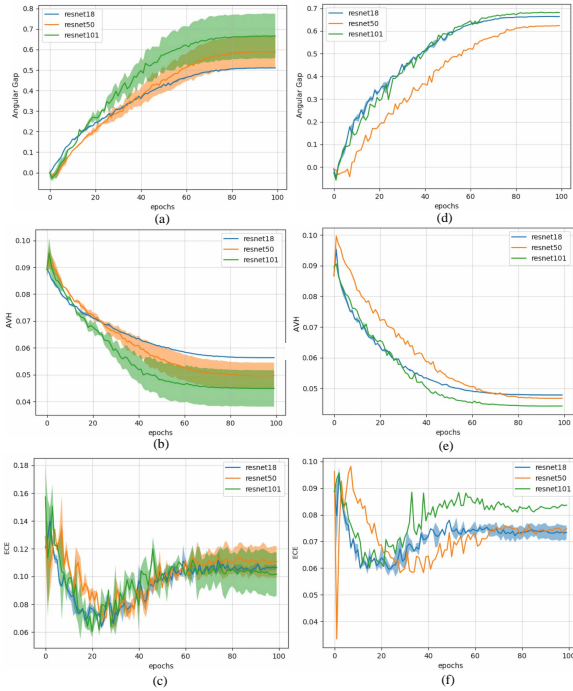 0.8
0.7
0.6
0.5
0.4
0.3
0.2
0.1
0.0
Angular Gap
resnet18
resnet50
resnet101
0 20 40 60 80 100
epochs
(a)
0.7
0.6
0.5
0.4
0.3
0.2
0.1
0.0
Angular Gap
resnet18
resnet50
resnet101
0 20 40 60 80 100
epochs
(d)
0.10
0.09
0.08
0.07
0.06
0.05
0.04
AVH
resnet18
resnet50
resnet101
0 20 40 60 80 100
epochs
(b)
0.10
0.09
0.08
0.07
0.06
0.05
AVH
resnet18
resnet50
resnet101
0 20 40 60 80 100
epochs
(e)
0.18
0.16
0.14
0.12
0.10
0.08
0.06
ECE
resnet18
resnet50
resnet101
0 20 40 60 80 100
epochs
(c)
0.10
0.09
0.08
0.07
0.06
0.05
0.04
ECE
resnet18
resnet50
resnet101
0 20 40 60 80 100
epochs
(f)